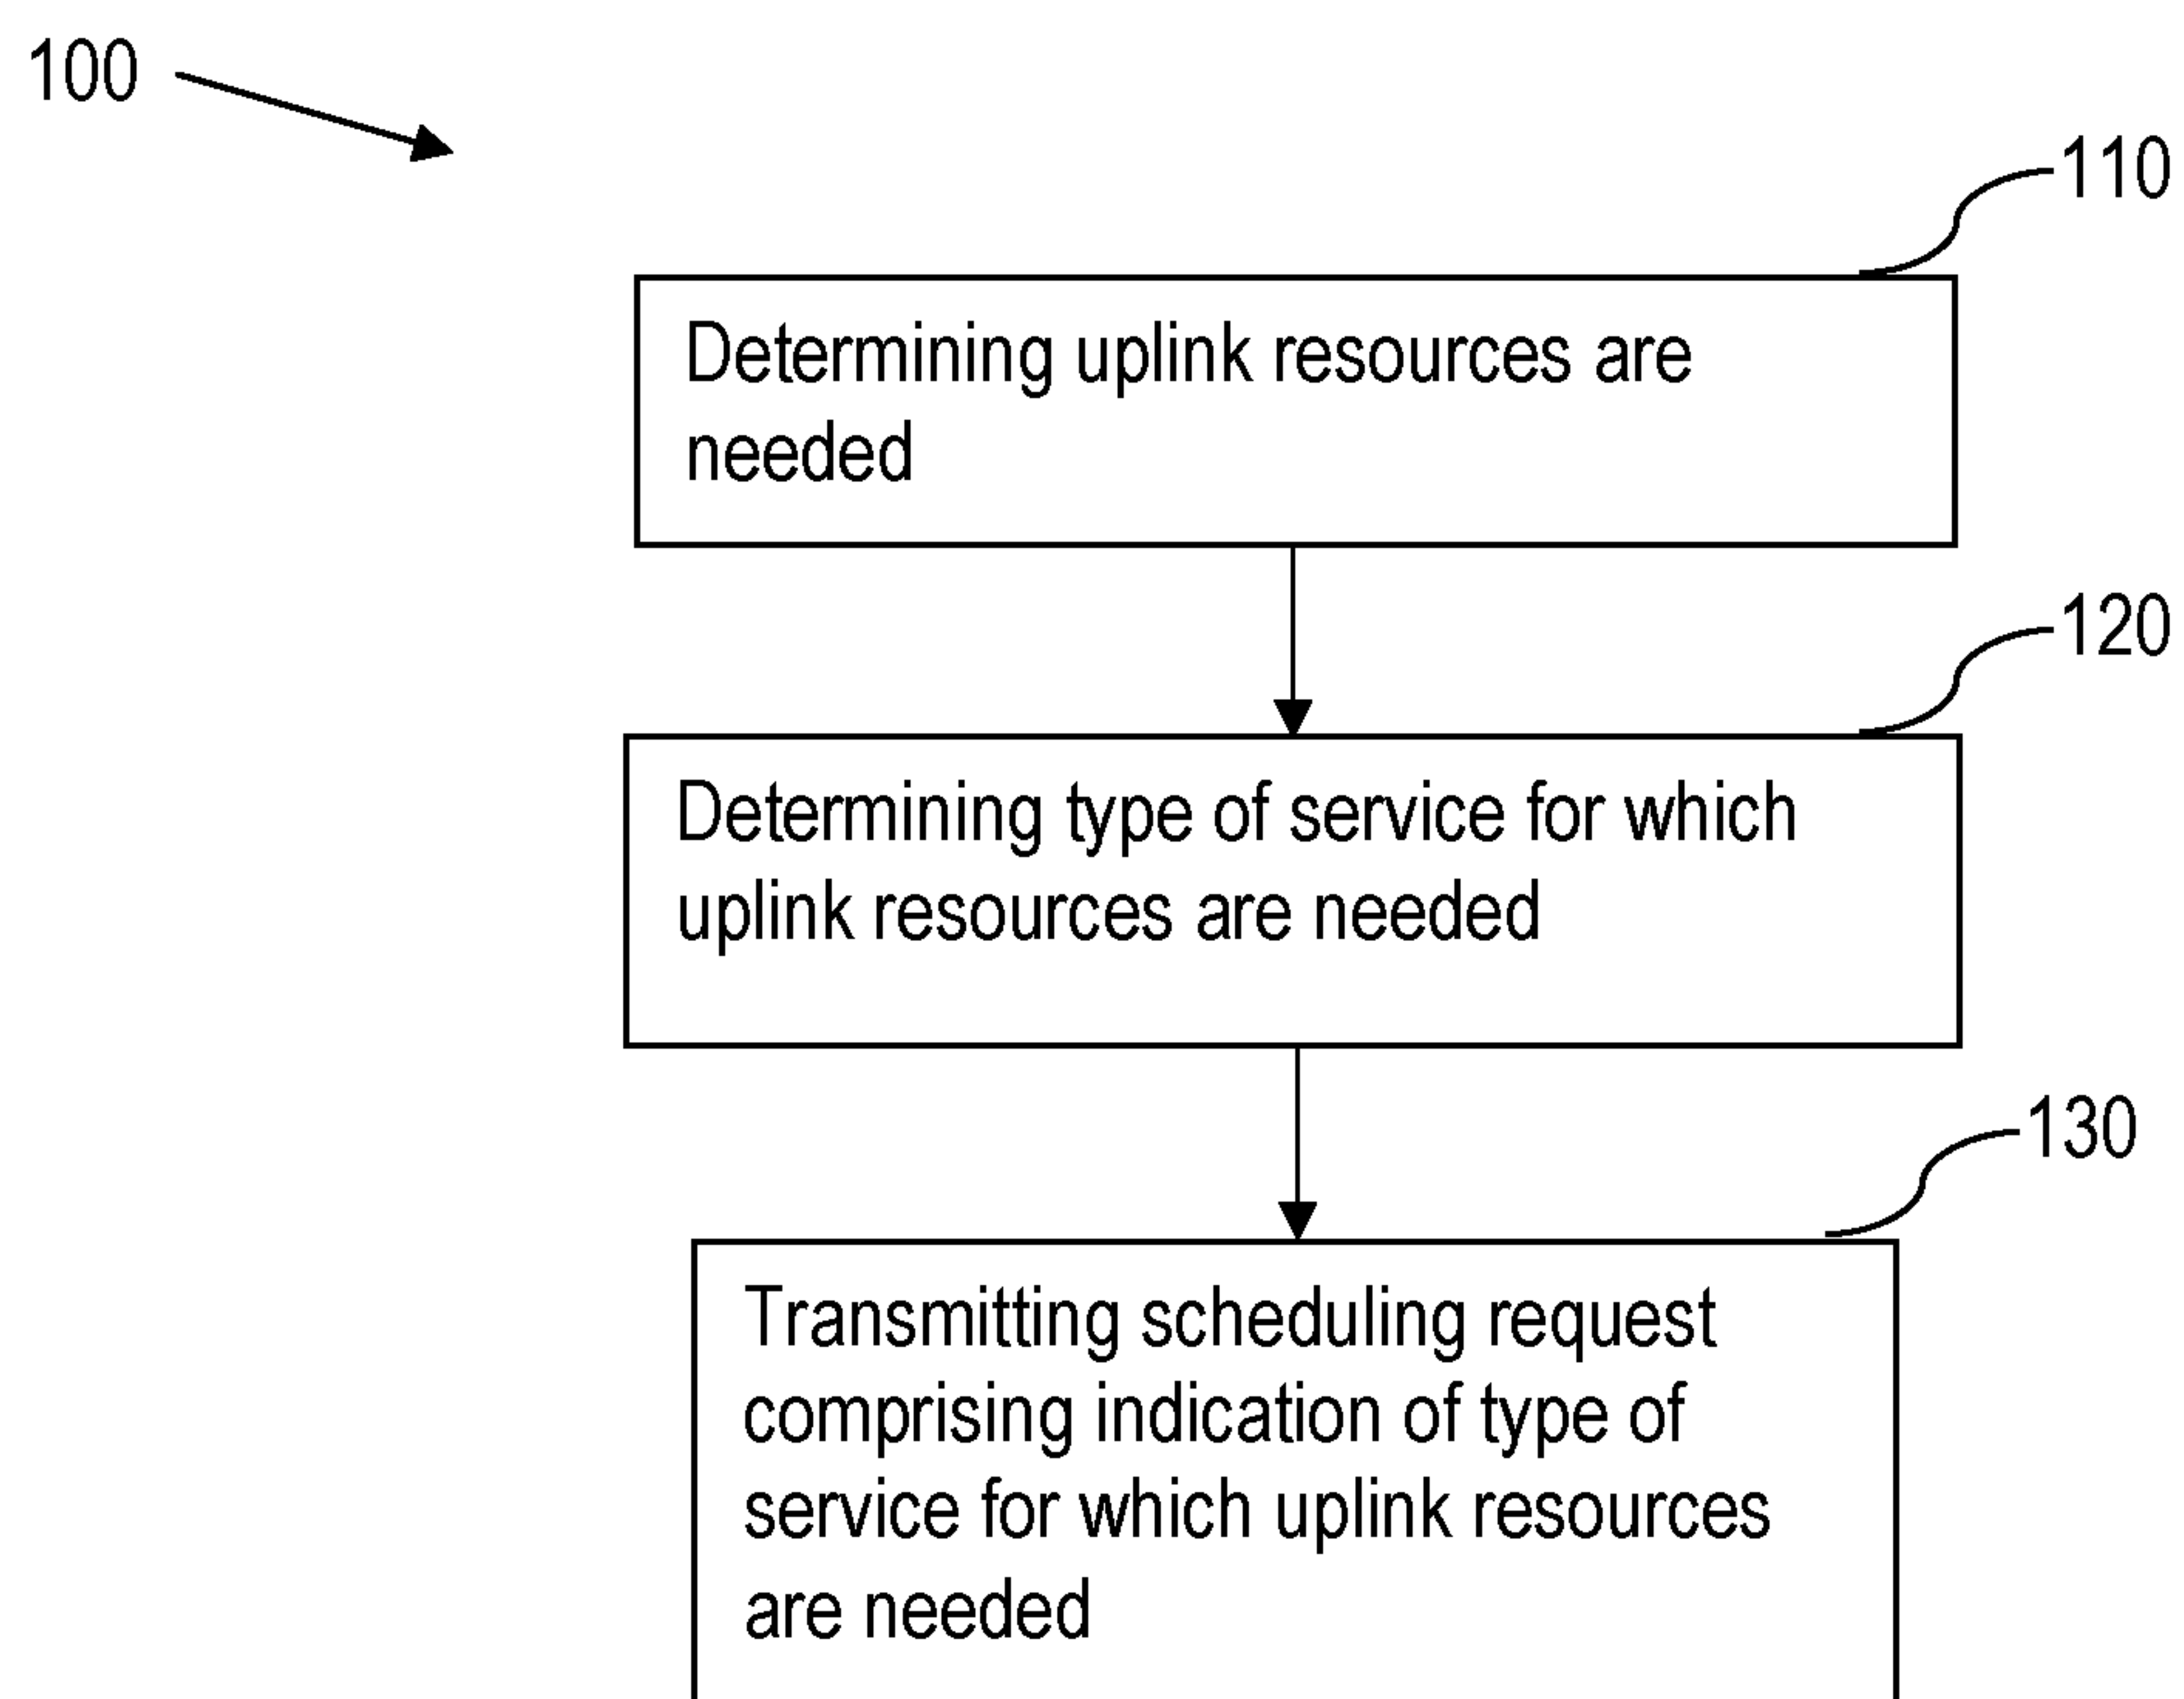 100
110
Determining uplink resources are
needed
120
Determining type of service for which
uplink resources are needed
130
Transmitting scheduling request
comprising indication of type of
service for which uplink resources
are needed